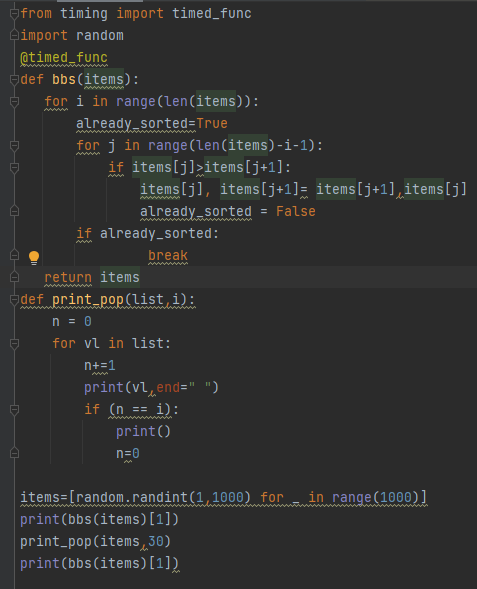 from timing import timed_func
import random
@timed_func
def bbs(items):
   for i in range(len(items)):
       already_sorted=True
       for j in range(len(items)-i-1):
           if items[j]>items[j+1]:
               items[j], items[j+1]= items[j+1],items[j]
               already_sorted = False
       if already_sorted:
                break
   return items
def print_pop(list,i):
    n = 0
    for vl in list:
        n+=1
        print(vl,end=" ")
        if (n == i):
            print()
            n=0

items=[random.randint(1,1000) for _ in range(1000)]
print(bbs(items)[1])
print_pop(items,30)
print(bbs(items)[1])